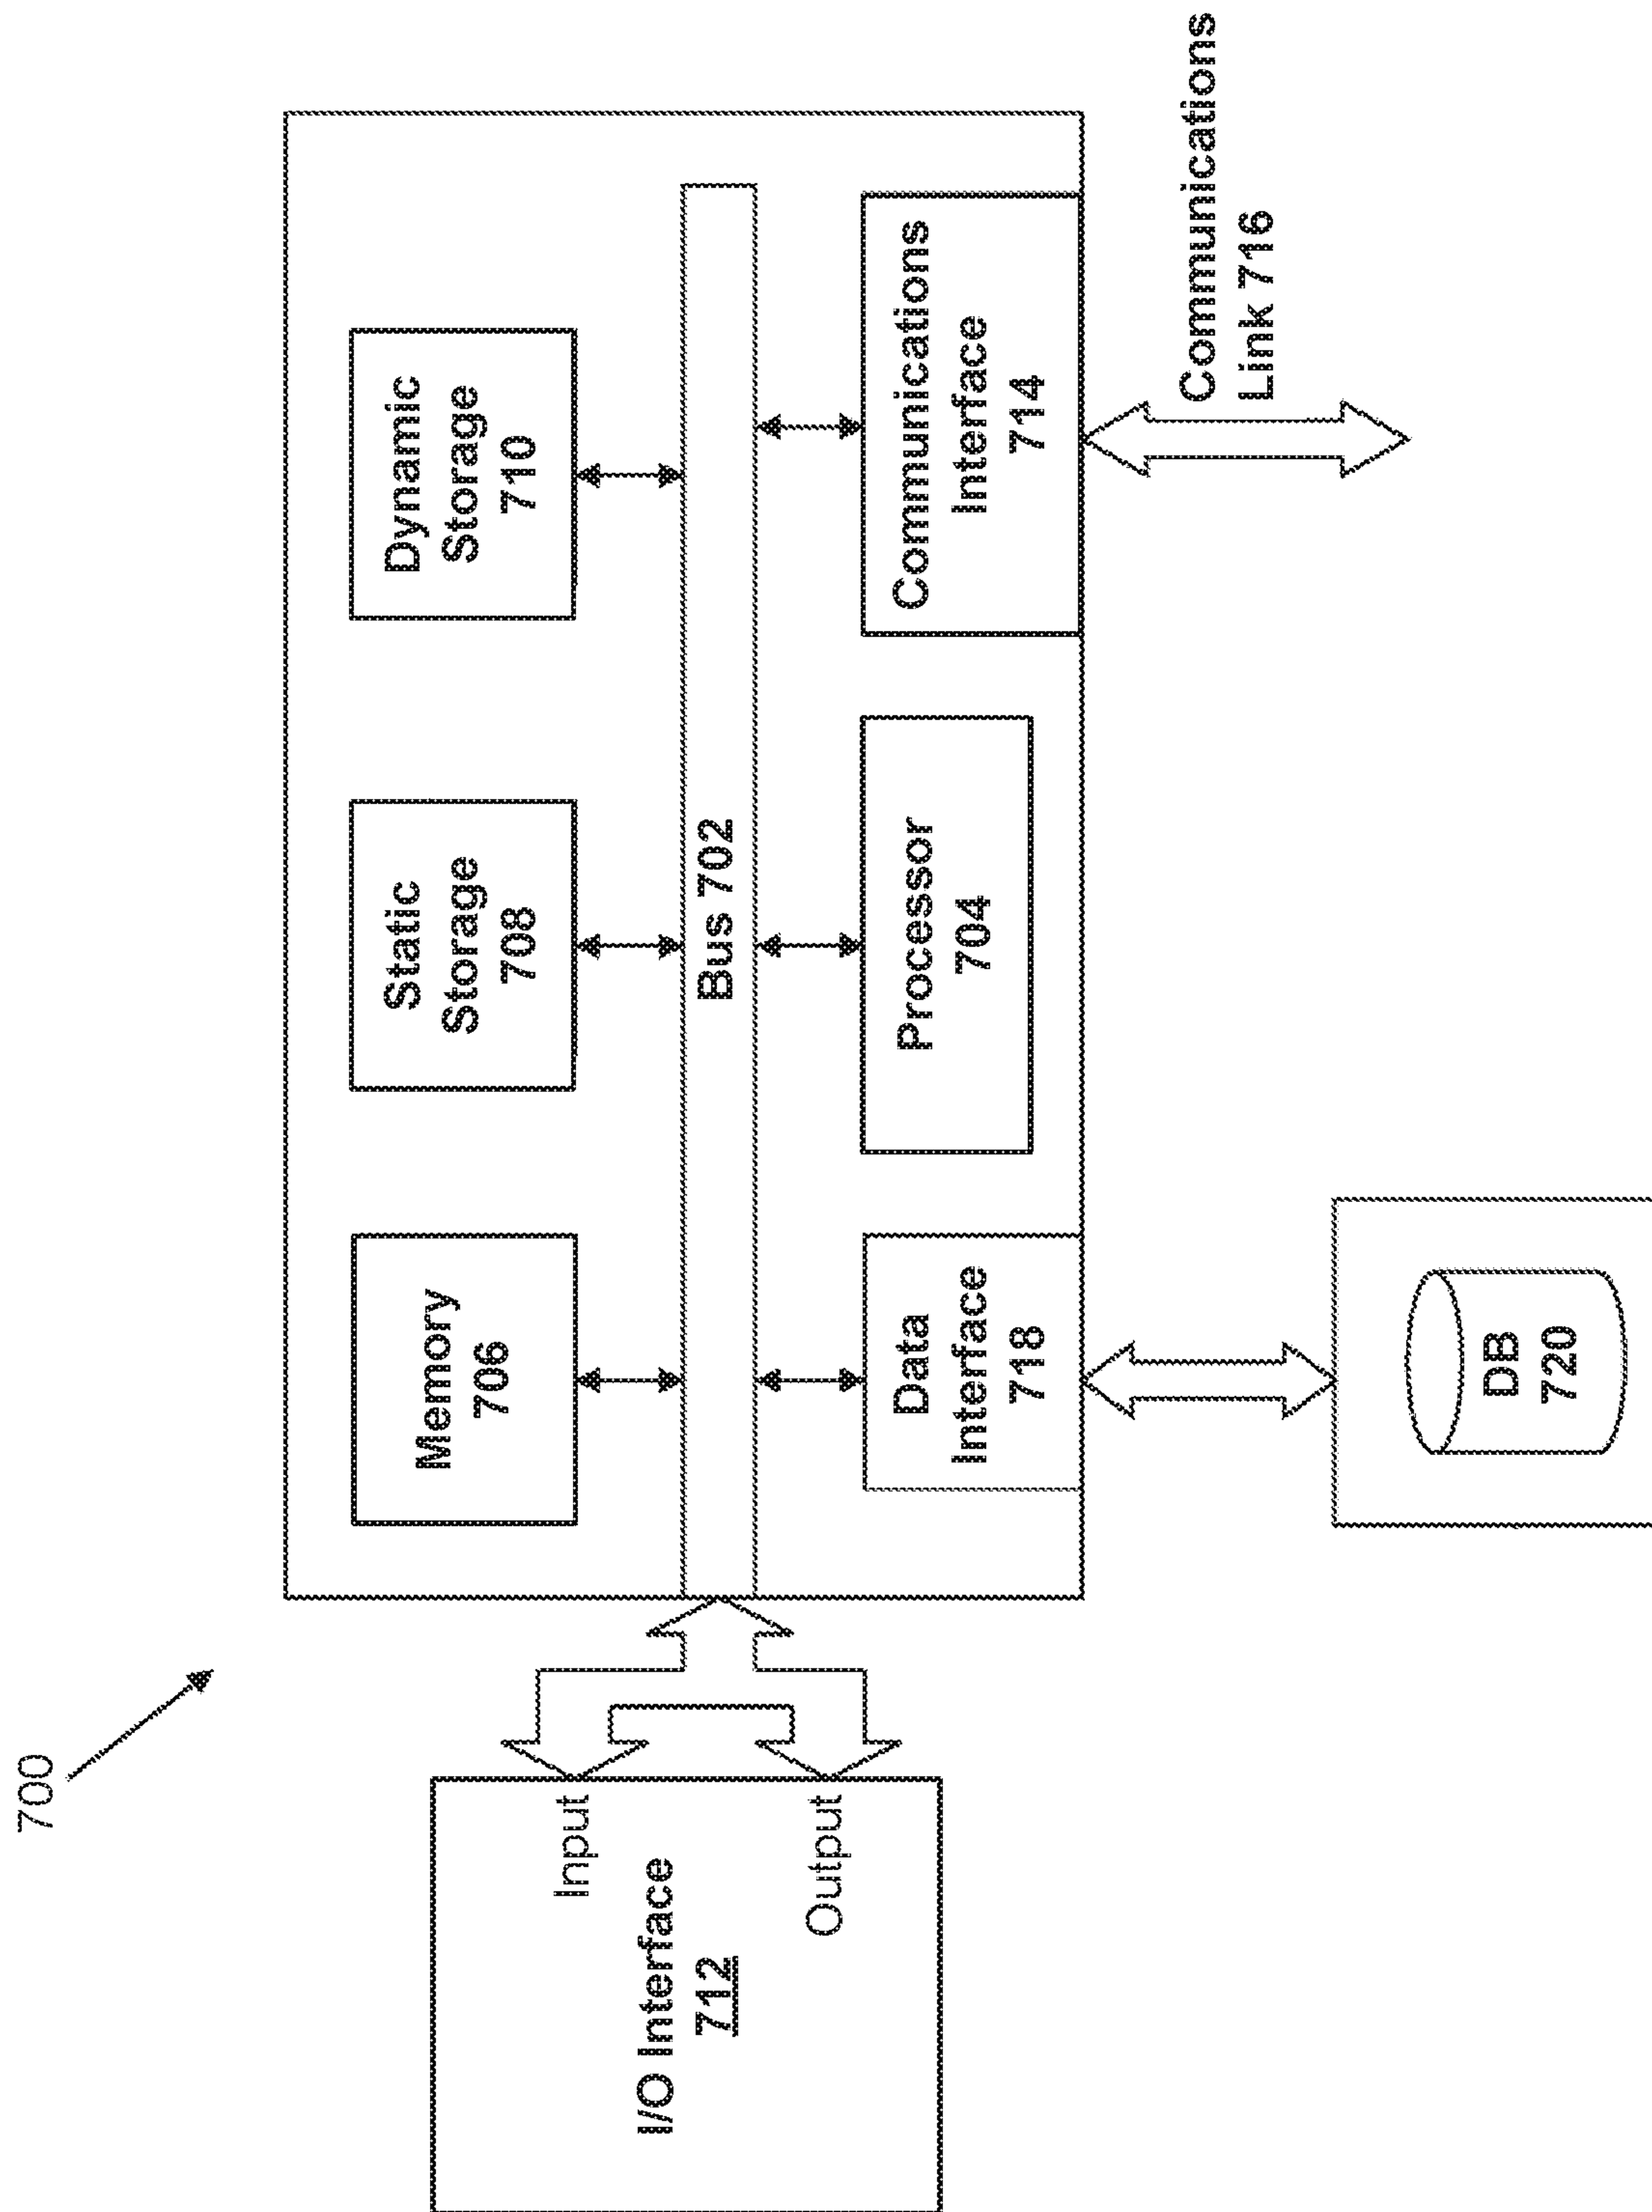 700
Memory
706
Static
Storage
708
Dynamic
Storage
710
I/O Interface
712
Input
Output
Bus 702
Data
Interface
718
Processor
704
Communications
Interface
714
Communications
Link 716
DB
720